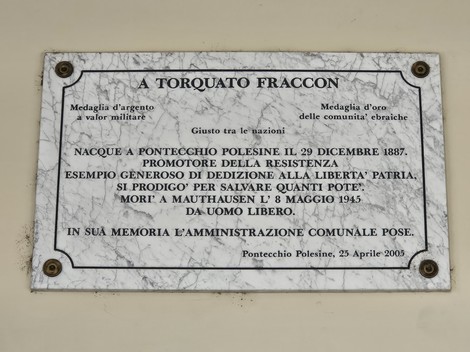 A TORQUATO FRACCON
Medaglia d'argento Medaglia d'oro
a valor militare delle comunita' ebraiche
Giusto tra le nazioni
NACQUE A PONTECCHIO POLESINE IL 29 DICEMBRE 1887.
PROMOTORE DELLA RESISTENZA
ESEMPIO GENEROSO DI DEDIZIONE ALLA LIBERTA' PATRIA,
SI PRODIGO' PER SALVARE QUANTI POTE'.
MORI' A MAUTHAUSEN L' 8 MAGGIO 1945
DA UOMO LIBERO.
IN SUA MEMORIA L'AMMINISTRAZIONE COMUNALE POSE.
Pontecchio Polesine, 25 Aprile 2005